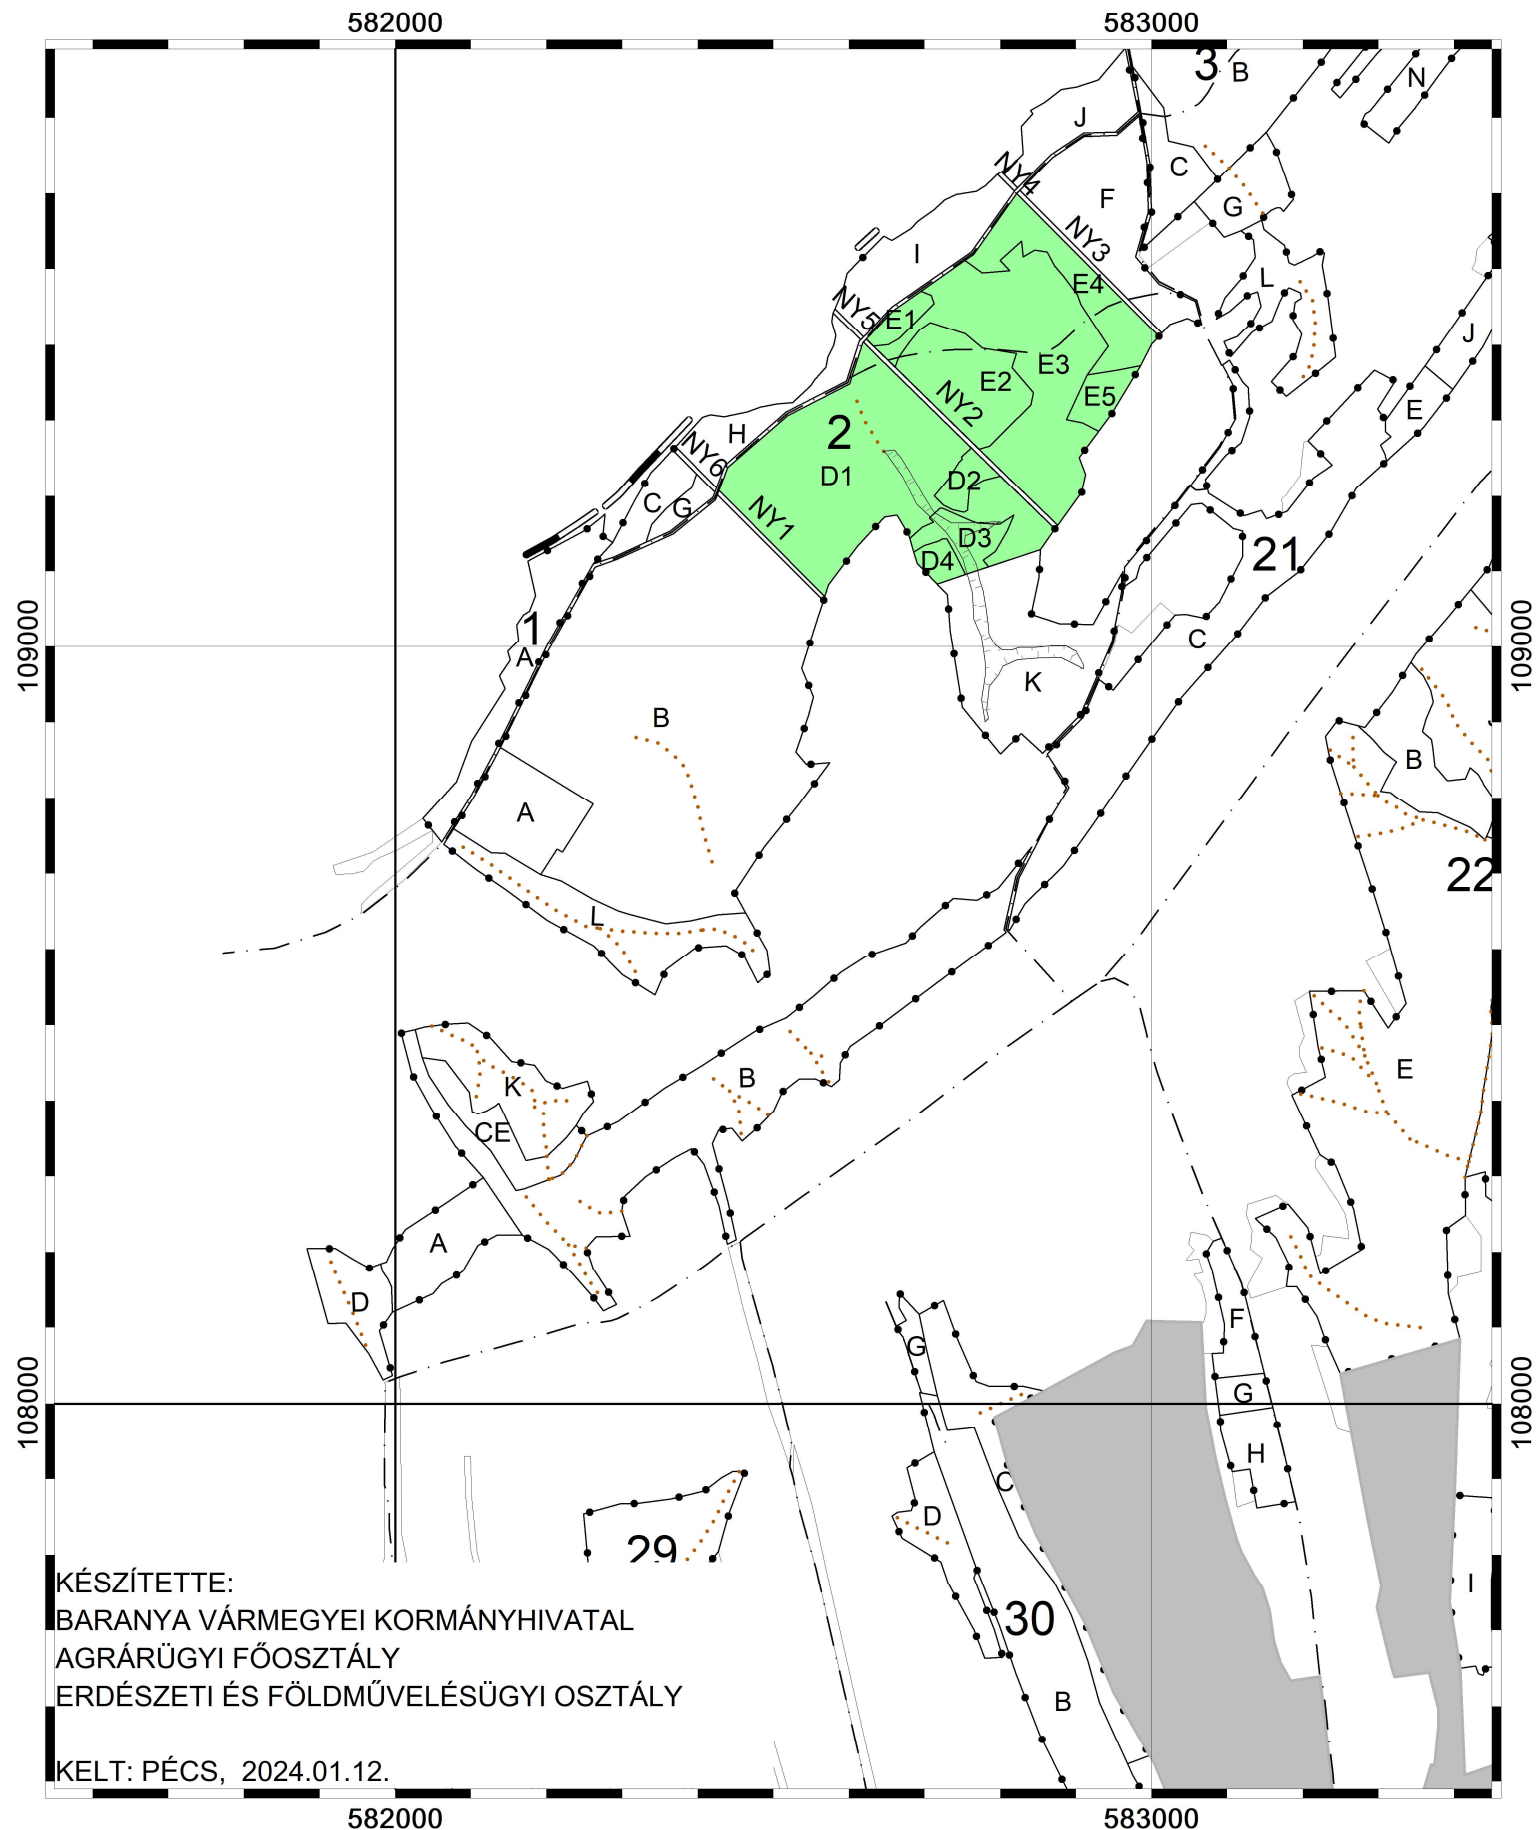 582000 583000
3 B N
J
NY4 C
F G
NY3
I L
E4
NY5 E1 J
E3
E2 E5
NY2 E
2
H
NY6 D1 D2
C G NY1
D3 21
D4
109000 109000
1
A C
K
B
B
A
22
L
E
B
K
CE
A
D
F
G
G
108000 108000
H
C
D
29
I
30
B
KÉSZÍTETTE:
BARANYA VÁRMEGYEI KORMÁNYHIVATAL
AGRÁRÜGYI FŐOSZTÁLY
ERDÉSZETI ÉS FÖLDMŰVELÉSÜGYI OSZTÁLY
KELT: PÉCS, 2024.01.12.
582000 583000